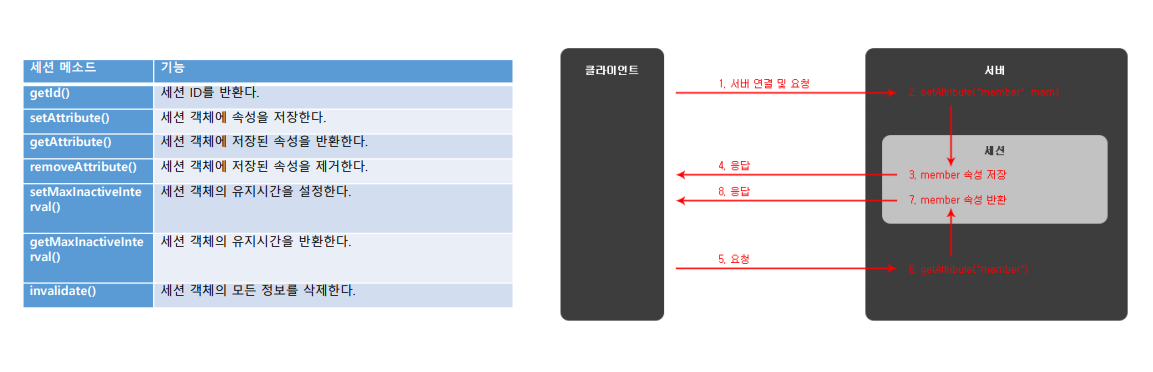 세션 메소드 기능
getId() 세션 ID를 반환다.
setAttribute() 세션 객체에 속성을 저장한다.
getAttribute() 세션 객체에 저장된 속성을 반환한다.
removeAttribute() 세션 객체에 저장된 속성을 제거한다.
setMaxInactiveInte 세션 객체의 유지시간을 설정한다.
rval()
getMaxInactiveInte 세션 객체의 유지시간을 반환한다.
rval()
invalidate() 세션 객체의 모든 정보를 삭제한다.
클라이언트
서버
1, 서버 연결 및 요청
2, setAttribute("member", mem)
세션
4, 응답
3, member 속성 저장
8, 응답
7, member 속성 반환
5, 요청
6, getAttribute("member")